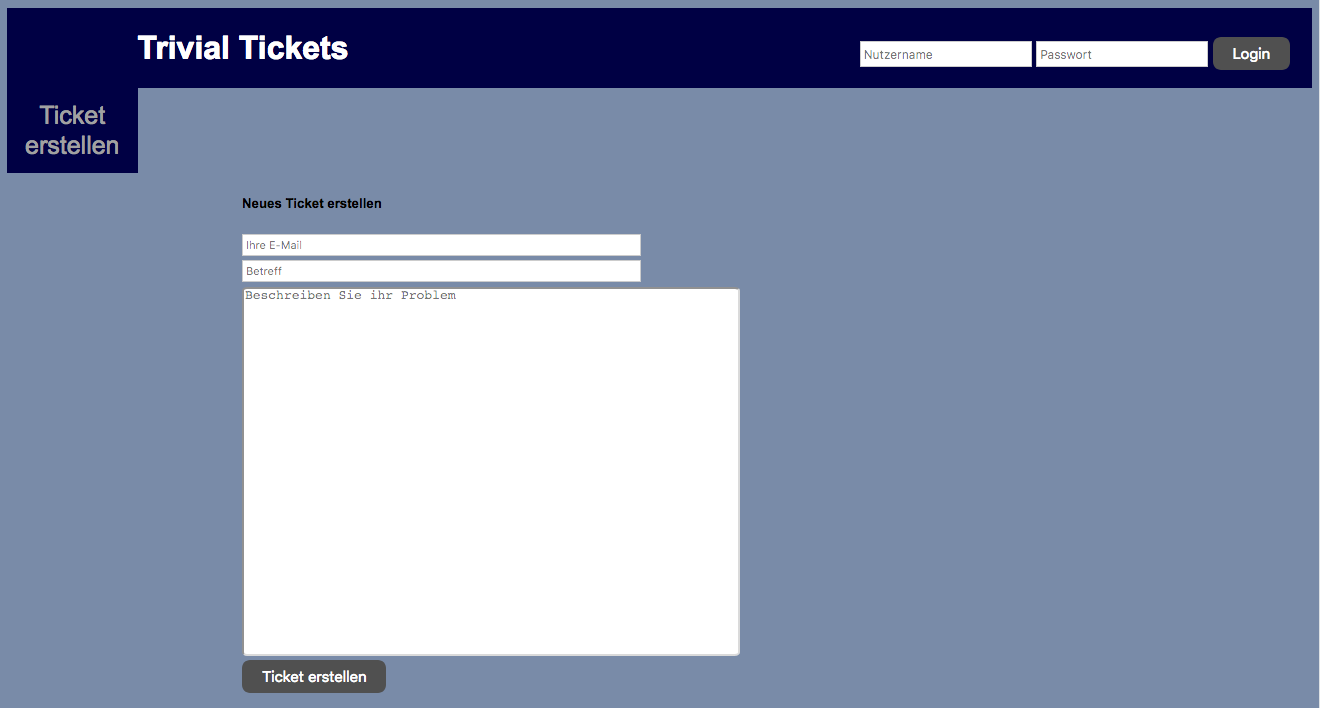 Trivial Tickets
Nutzername Passwort Login
Ticket
erstellen
Neues Ticket erstellen
Ihre E-Mail
Betreff
Beschreiben Sie ihr Problem
Ticket erstellen